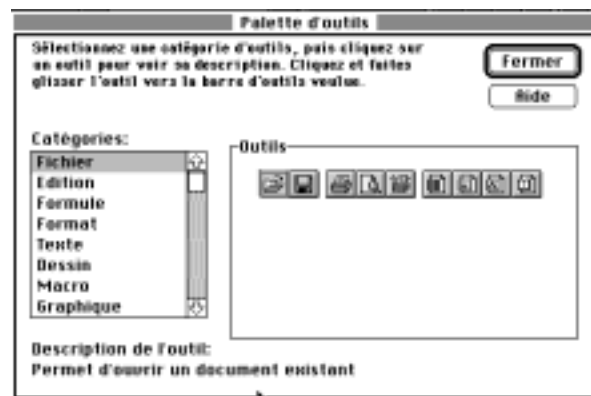 Palette d'outils
Sélectionnez une catégorie d'outils, puis cliquez sur
un outil pour voir sa description. Cliquez et faites
glisser l'outil vers la barre d'outils voulue.
Fermer
Aide
Catégories:
Outils
Fichier
Edition
Formule
Format
Texte
Dessin
Macro
Graphique
Description de l'outil:
Permet d'ouvrir un document existant